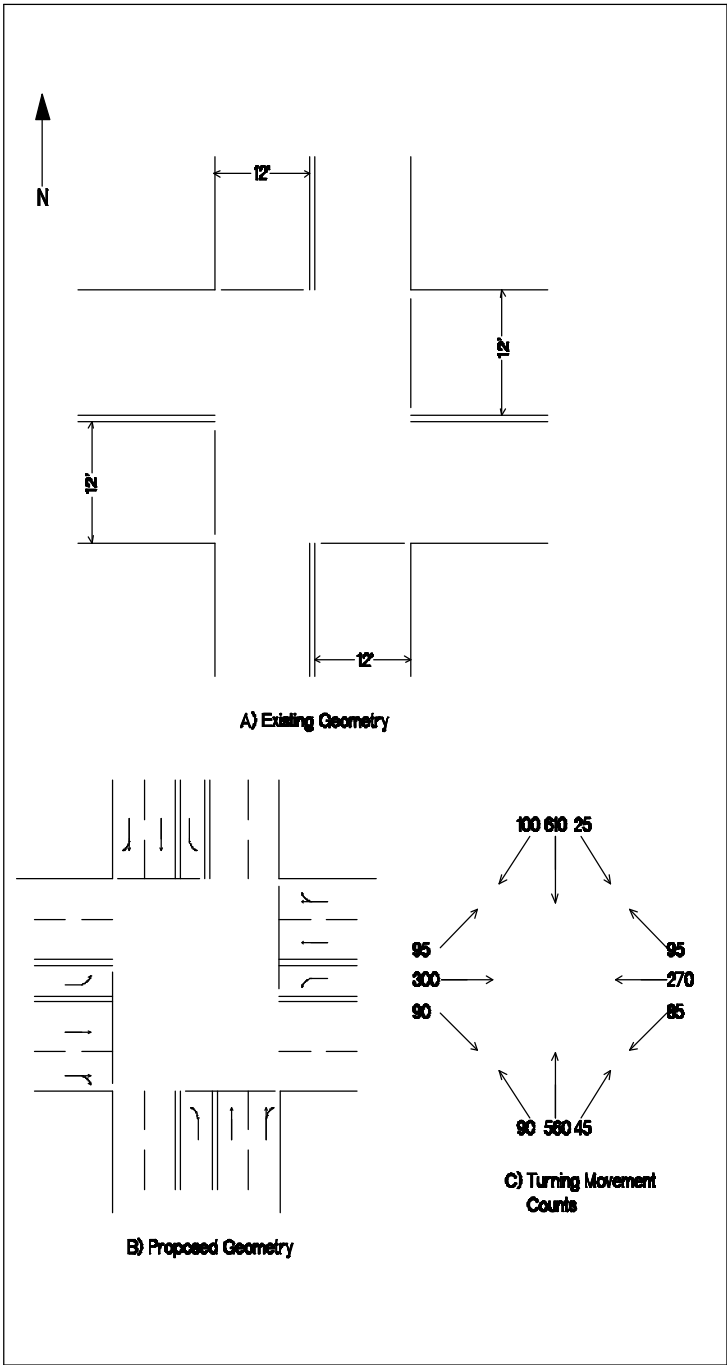 12'
N
12'
12'
12'
A) Existing Geometry
100 610 25
95 95
300 270
90 85
90 560 45
C) Turning Movement
Counts
B) Proposed Geometry